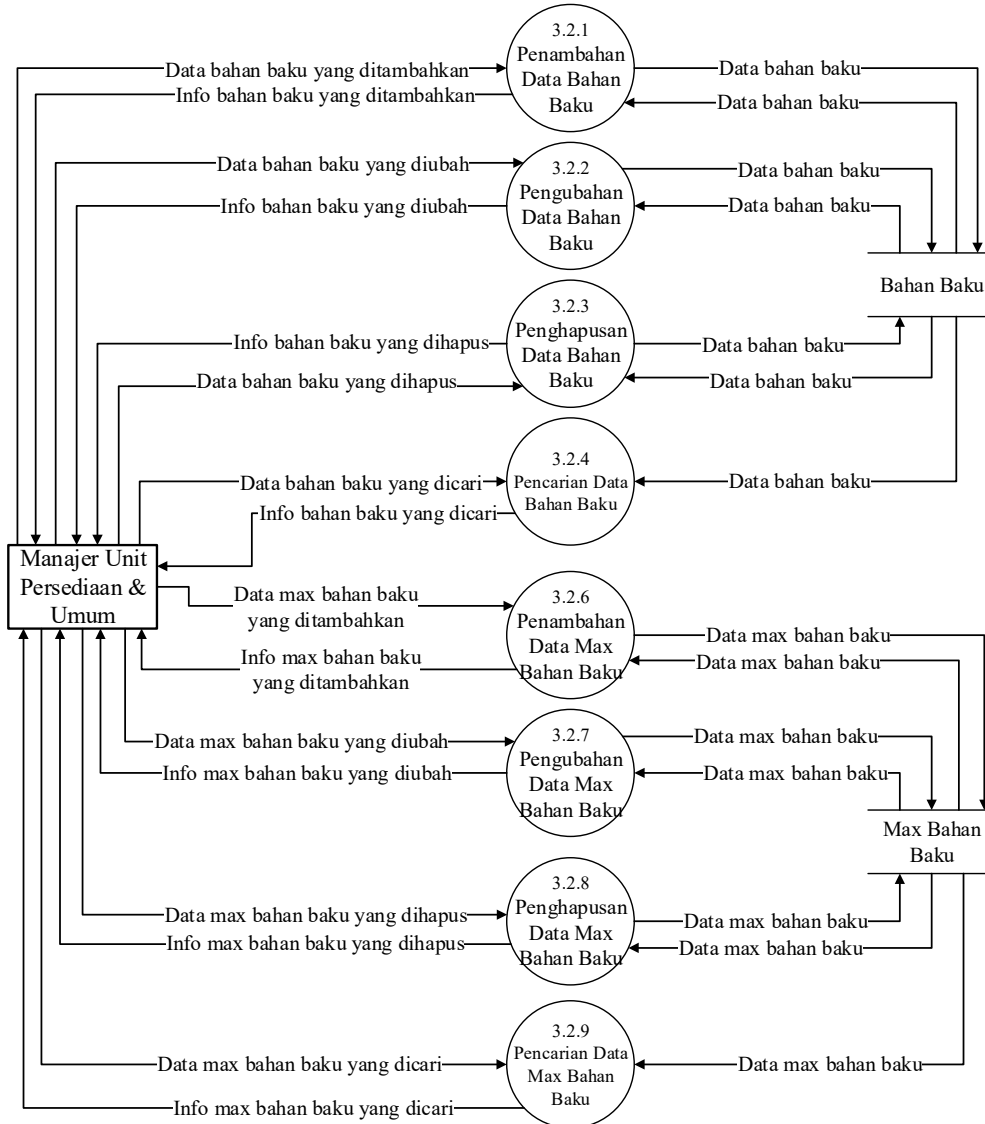 3.2.1
Penambahan
Data Bahan
Baku
Data bahan baku yang ditambahkan
Info bahan baku yang ditambahkan
Data bahan baku
Data bahan baku
3.2.2
Pengubahan
Data Bahan
Baku
Data bahan baku yang diubah
Info bahan baku yang diubah
Data bahan baku
Data bahan baku
Bahan Baku
3.2.3
Penghapusan
Data Bahan
Baku
Info bahan baku yang dihapus
Data bahan baku yang dihapus
Data bahan baku
Data bahan baku
3.2.4
Pencarian Data
Bahan Baku
Data bahan baku yang dicari
Info bahan baku yang dicari
Data bahan baku
Manajer Unit
Persediaan &
Umum
Data max bahan baku
yang ditambahkan
Info max bahan baku
yang ditambahkan
3.2.6
Penambahan
Data Max
Bahan Baku
Data max bahan baku
Data max bahan baku
Data max bahan baku yang diubah
Info max bahan baku yang diubah
3.2.7
Pengubahan
Data Max
Bahan Baku
Data max bahan baku
Data max bahan baku
Max Bahan
Baku
Data max bahan baku yang dihapus
Info max bahan baku yang dihapus
3.2.8
Penghapusan
Data Max
Bahan Baku
Data max bahan baku
Data max bahan baku
Data max bahan baku yang dicari
Info max bahan baku yang dicari
3.2.9
Pencarian Data
Max Bahan
Baku
Data max bahan baku